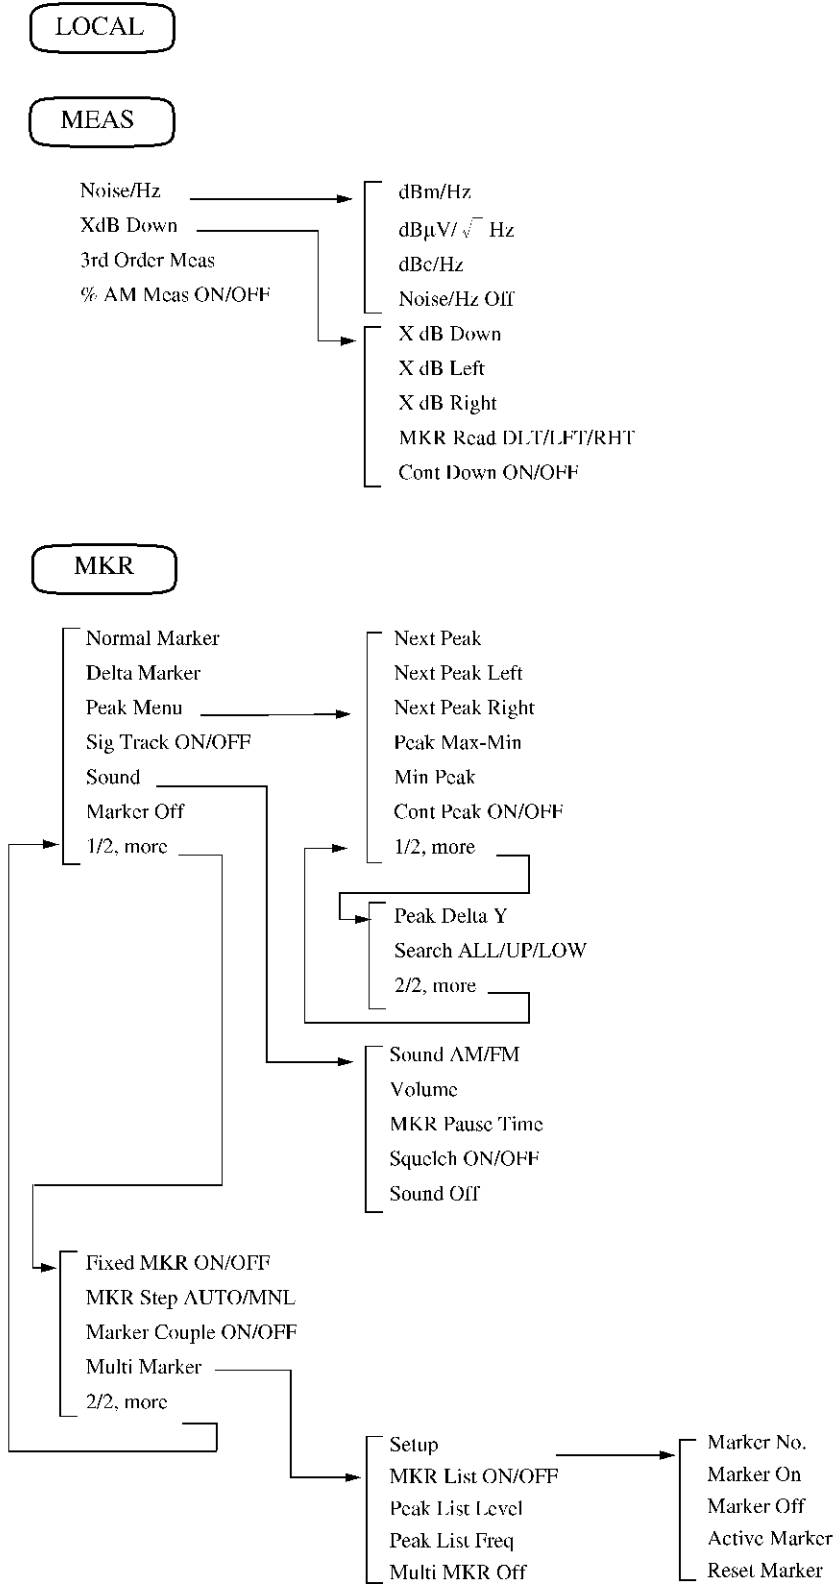 LOCAL
MEAS
Noise/Hz
XdB Down
3rd Order Meas
% AM Meas ON/OFF
dBm/Hz
dBμV/√ Hz
dBc/Hz
Noise/Hz Off
X dB Down
X dB Left
X dB Right
MKR Read DLT/LFT/RHT
Cont Down ON/OFF
MKR
Normal Marker
Delta Marker
Peak Menu
Sig Track ON/OFF
Sound
Marker Off
1/2, more
Next Peak
Next Peak Left
Next Peak Right
Peak Max-Min
Min Peak
Cont Peak ON/OFF
1/2, more
Peak Delta Y
Search ALL/UP/LOW
2/2, more
Sound AM/FM
Volume
MKR Pause Time
Squelch ON/OFF
Sound Off
Fixed MKR ON/OFF
MKR Step AUTO/MNL
Marker Couple ON/OFF
Multi Marker
2/2, more
Setup
MKR List ON/OFF
Peak List Level
Peak List Freq
Multi MKR Off
Marker No.
Marker On
Marker Off
Active Marker
Reset Marker